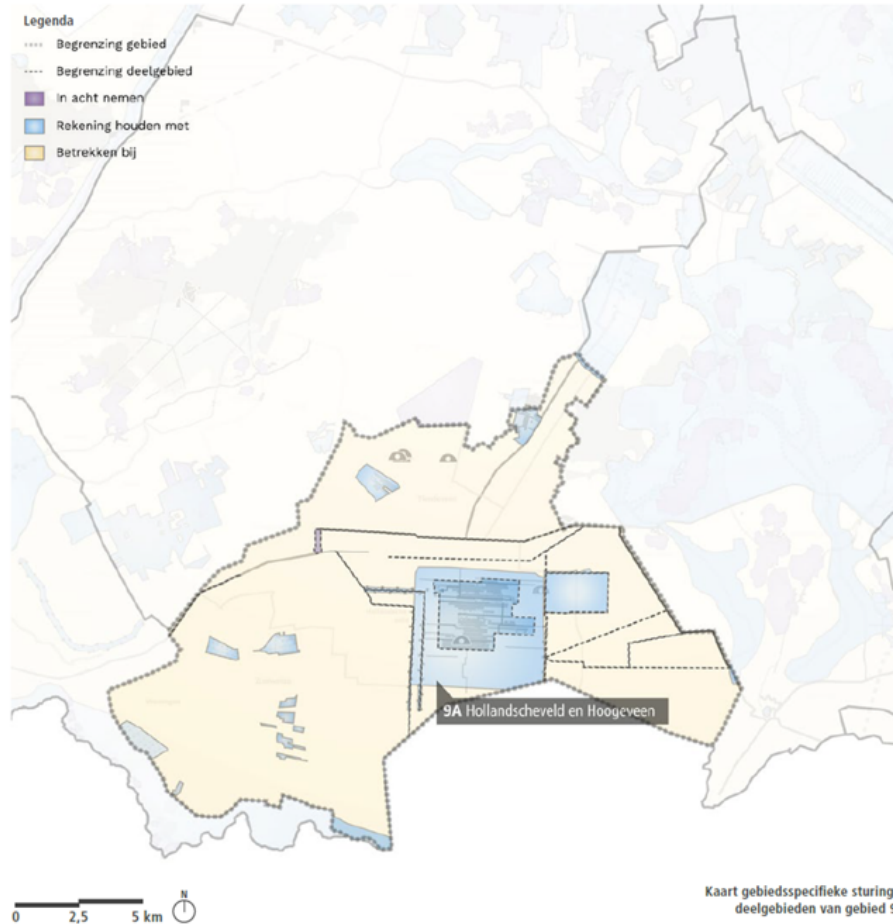 Legenda
Begrenzing gebied
Begrenzing deelgebied
In acht nemen
Rekening houden met
Betrekken bij
9A Hollandscheveld en Hoogeveen
N
0 2,5 5 km
Kaart gebiedsspecifieke sturing
deelgebieden van gebied 9